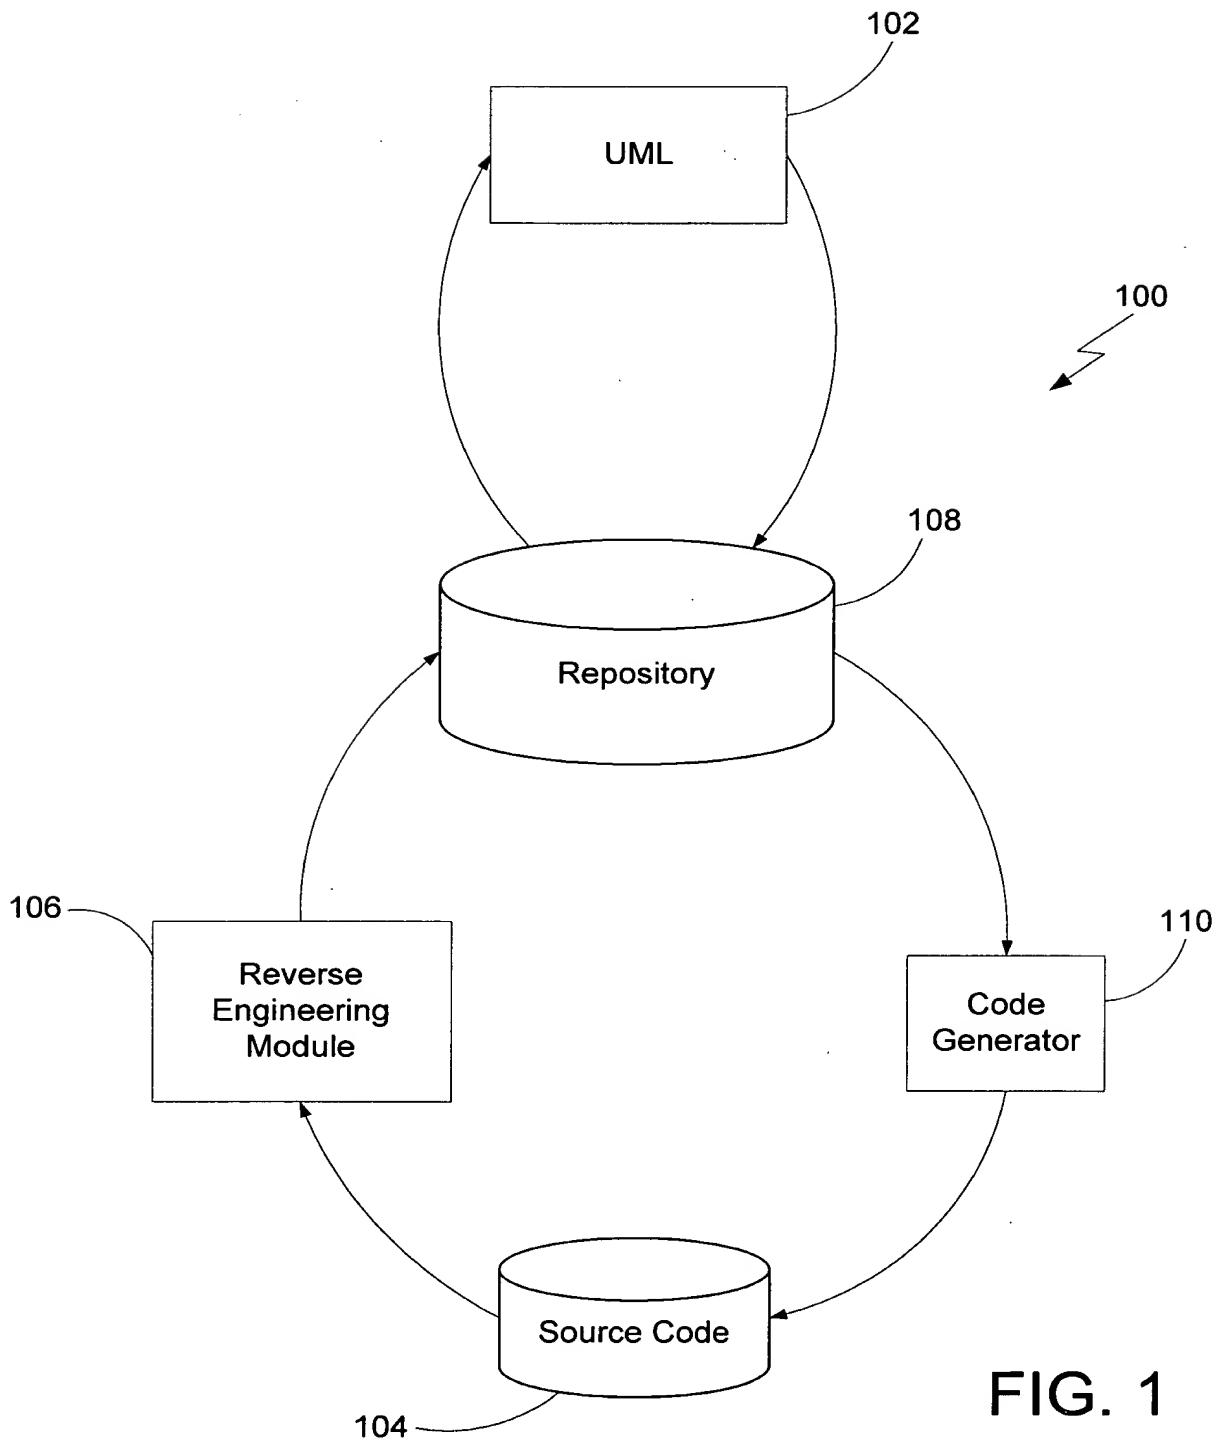 102
UML
100
108
Repository
106
110
Reverse
Engineering
Module
Code
Generator
Source Code
104
FIG. 1